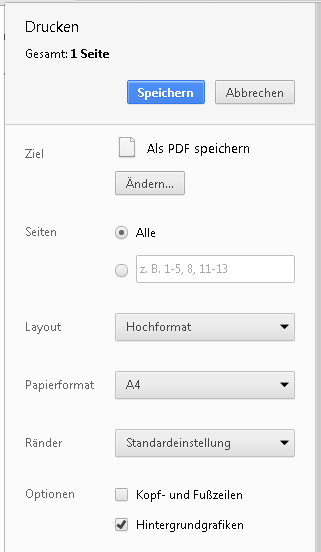 Drucken
Gesamt: 1 Seite
Speichern Abbrechen
Ziel Als PDF speichern
Ändern...
Seiten Alle
z. B. 1-5, 8, 11-13
Layout Hochformat
Papierformat A4
Ränder Standardeinstellung
Optionen Kopf- und Fußzeilen
Hintergrundgrafiken